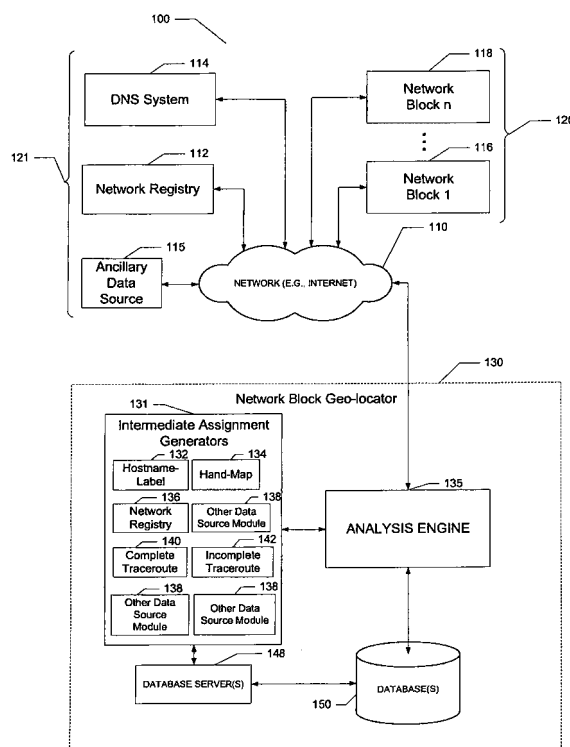 100
114
DNS System
118
Network
Block n
121
120
112
Network Registry
116
Network
Block 1
115
Ancillary
Data
Source
110
NETWORK (E.G., INTERNET)
130
Network Block Geo-locator
131
Intermediate Assignment
Generators
132
Hostname-
Label
134
Hand-Map
136
Network
Registry
138
Other Data
Source Module
140
Complete
Traceroute
142
Incomplete
Traceroute
138
Other Data
Source
Module
138
Other Data
Source Module
135
ANALYSIS ENGINE
148
DATABASE SERVER(S)
150
DATABASE(S)